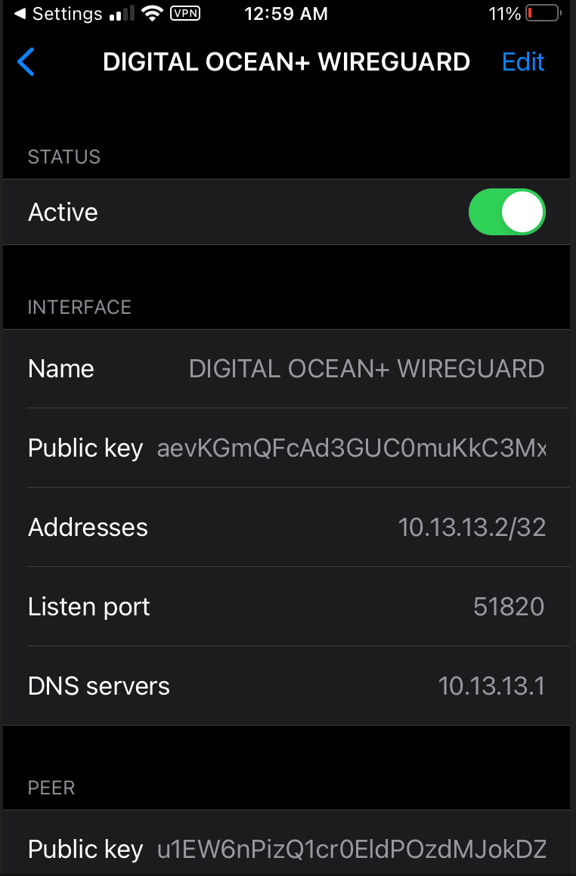 Settings VPN 12:59 AM 11%
DIGITAL OCEAN+ WIREGUARD Edit
STATUS
Active
INTERFACE
Name DIGITAL OCEAN+ WIREGUARD
Public key aevKGmQFcAd3GUC0muKkC3Mx
Addresses 10.13.13.2/32
Listen port 51820
DNS servers 10.13.13.1
PEER
Public key u1EW6nPizQ1cr0EldPOzdMJokDZ